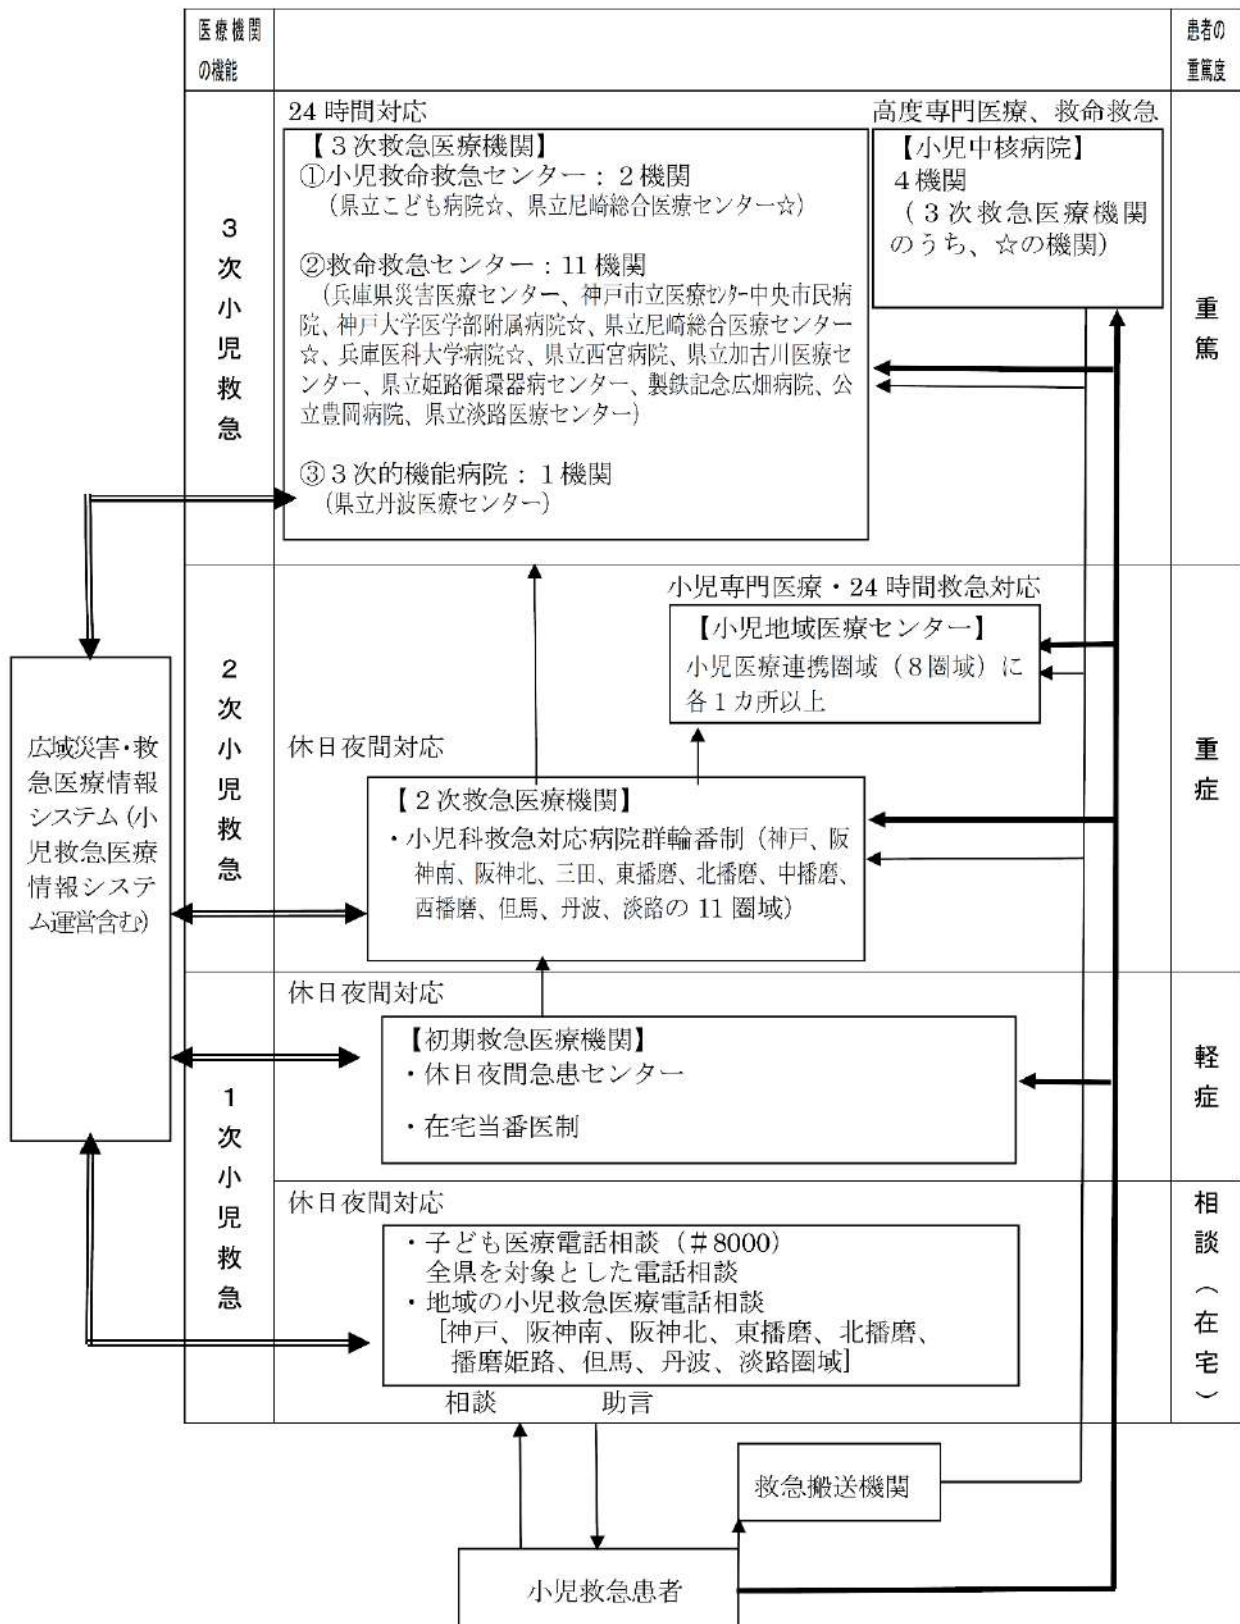 医療機関
の機能
患者の
重篤度
3次小児救急
24時間対応
【3次救急医療機関】
①小児救命救急センター：2機関
（県立こども病院☆、県立尼崎総合医療センター☆）
②救命救急センター：11機関
（兵庫県災害医療センター、神戸市立医療センター中央市民病
院、神戸大学医学部附属病院☆、県立尼崎総合医療センター
☆、兵庫医科大学病院☆、県立西宮病院、県立加古川医療セ
ンター、県立姫路循環器病センター、製鉄記念広畑病院、公
立豊岡病院、県立淡路医療センター）
③3次的機能病院：1機関
（県立丹波医療センター）
高度専門医療、救命救急
【小児中核病院】
4機関
（3次救急医療機関
のうち、☆の機関）
重篤
2次小児救急
小児専門医療・24時間救急対応
【小児地域医療センター】
小児医療連携圏域（8圏域）に
各1カ所以上
休日夜間対応
【2次救急医療機関】
・小児科救急対応病院群輪番制（神戸、阪
神南、阪神北、三田、東播磨、北播磨、中播磨、
西播磨、但馬、丹波、淡路の11圏域）
重症
広域災害・救
急医療情報
システム（小
児救急医療
情報システ
ム運営含む）
1次小児救急
休日夜間対応
【初期救急医療機関】
・休日夜間急患センター
・在宅当番医制
軽症
休日夜間対応
・子ども医療電話相談（＃8000）
全県を対象とした電話相談
・地域の小児救急医療電話相談
[神戸、阪神南、阪神北、東播磨、北播磨、
播磨姫路、但馬、丹波、淡路圏域]
相談（在宅）
相談
助言
救急搬送機関
小児救急患者